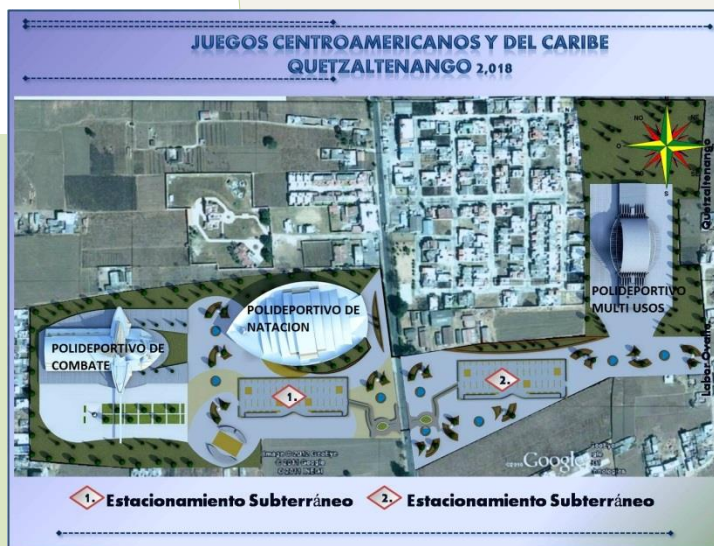 JUEGOS CENTROAMERICANOS Y DEL CARIBE
QUETZALTENANGO 2,018
NO
O
S
Quetzaltenango
POLIDEPORTIVO
MULTI USOS
POLIDEPORTIVO DE
NATACION
POLIDEPORTIVO DE
COMBATE
Labor Ovalle,
1.
2.
Google
1. Estacionamiento Subterráneo
2. Estacionamiento Subterráneo